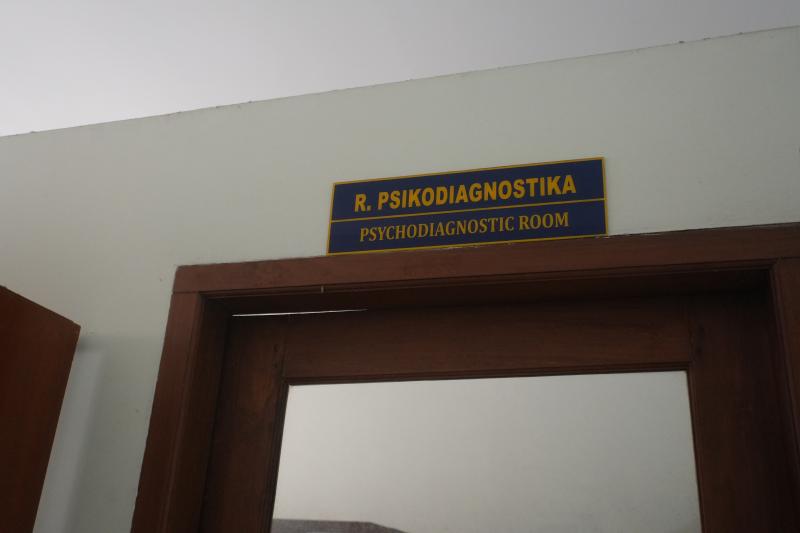 R. PSIKODIAGNOSTIKA
PSYCHODIAGNOSTIC ROOM